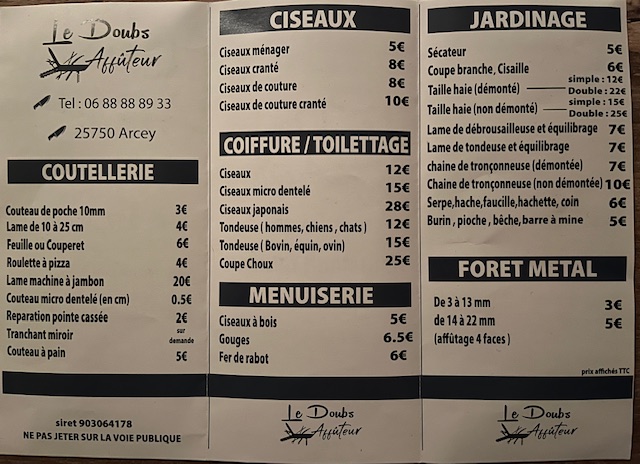 Le Doubs
Affûteur
Tel : 06 88 88 89 33
25750 Arcey
COUTELLERIE
Couteau de poche 10mm 3€
Lame de 10 à 25 cm 4€
Feuille ou Couperet 6€
Roulette à pizza 4€
Lame machine à jambon 20€
Couteau micro dentelé (en cm) 0.5€
Reparation pointe cassée 2€
Tranchant miroir sur demande
Couteau à pain 5€
siret 903064178
NE PAS JETER SUR LA VOIE PUBLIQUE
CISEAUX
Ciseaux ménager 5€
Ciseaux cranté 8€
Ciseaux de couture 8€
Ciseaux de couture cranté 10€
COIFFURE / TOILETTAGE
Ciseaux 12€
Ciseaux micro dentelé 15€
Ciseaux japonais 28€
Tondeuse ( hommes, chiens , chats ) 12€
Tondeuse ( Bovin, équin, ovin) 15€
Coupe Choux 25€
MENUISERIE
Ciseaux à bois 5€
Gouges 6.5€
Fer de rabot 6€
Le Doubs
Affûteur
JARDINAGE
Sécateur 5€
Coupe branche, Cisaille 6€
Taille haie (démonté) simple : 12€
Double : 22€
Taille haie (non démonté) simple : 15€
Double : 25€
Lame de débrousailleuse et équilibrage 7€
Lame de tondeuse et équilibrage 7€
chaine de tronçonneuse (démontée) 7€
Chaine de tronçonneuse (non démontée) 10€
Serpe,hache,faucille,hachette, coin 6€
Burin , pioche , bêche,barre à mine 5€
FORET METAL
De 3 à 13 mm 3€
de 14 à 22 mm 5€
(affûtage 4 faces )
prix affichés TTC
Le Doubs
Affûteur